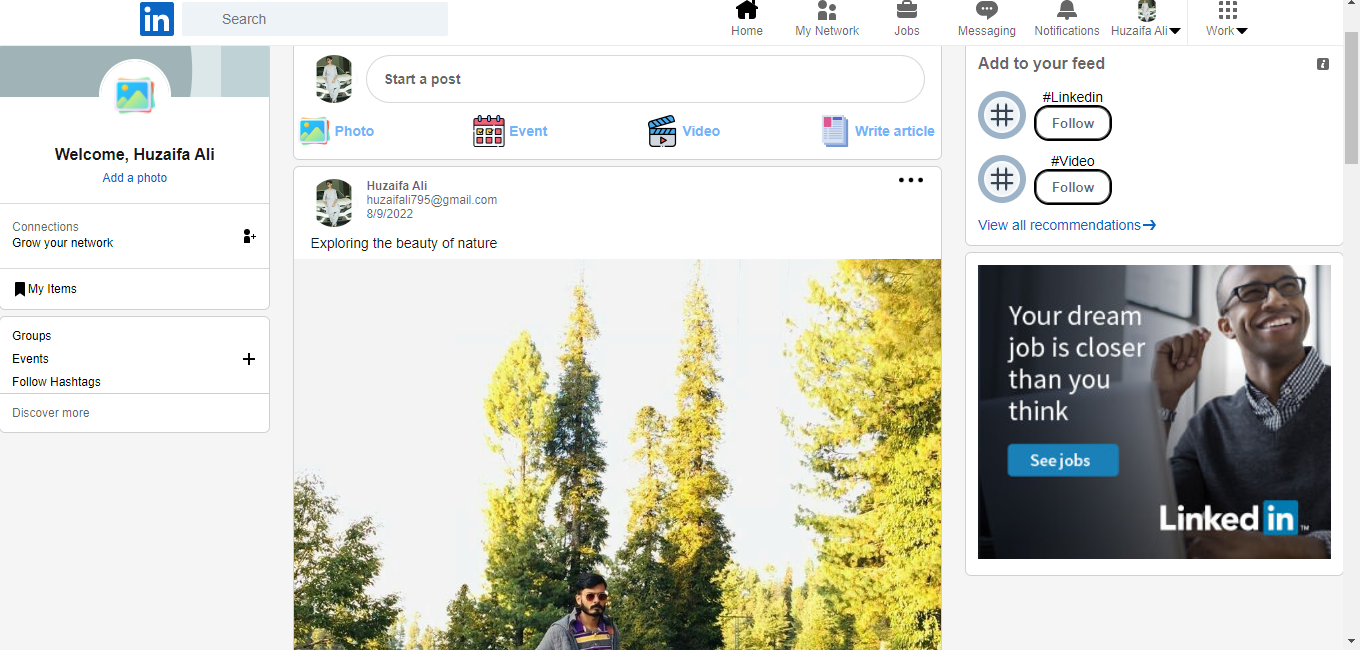 in
Search
Home
My Network
Jobs
Messaging
Notifications
Huzaifa Ali
Work
Welcome, Huzaifa Ali
Add a photo
Connections
Grow your network
My Items
Groups
Events
Follow Hashtags
Discover more
Start a post
Photo
Event
Video
Write article
Huzaifa Ali
huzaifali795@gmail.com
8/9/2022
Exploring the beauty of nature
Add to your feed
#Linkedin
Follow
#Video
Follow
View all recommendations
Your dream
job is closer
than you
think
See jobs
Linked in ™